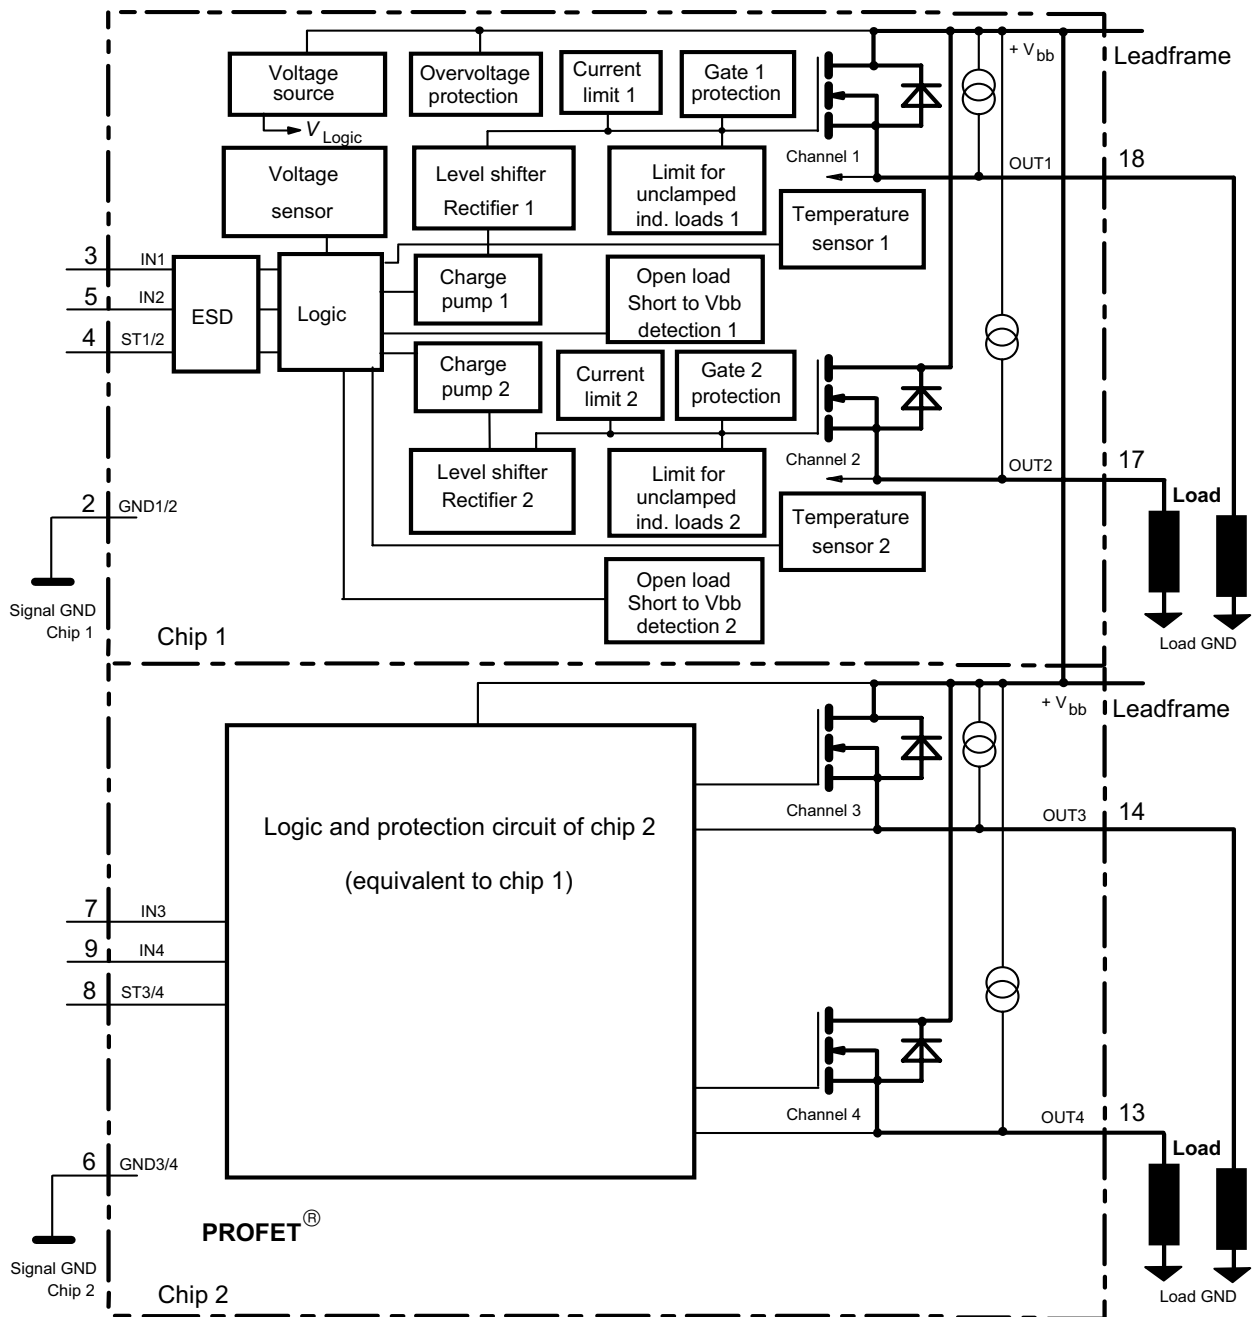 + V bb
Leadframe
Voltage
source
Overvoltage
protection
Current
limit 1
Gate 1
protection
V Logic
Channel 1
OUT1
18
Voltage
sensor
Level shifter
Rectifier 1
Limit for
unclamped
ind. loads 1
Temperature
sensor 1
3
IN1
5
IN2
4
ST1/2
ESD
Logic
Charge
pump 1
Open load
Short to Vbb
detection 1
Charge
pump 2
Current
limit 2
Gate 2
protection
Channel 2
OUT2
17
Level shifter
Rectifier 2
Limit for
unclamped
ind. loads 2
Load
2
GND1/2
Temperature
sensor 2
Open load
Short to Vbb
detection 2
Signal GND
Chip 1
Chip 1
Load GND
+ V bb
Leadframe
Channel 3
OUT3
14
Logic and protection circuit of chip 2
(equivalent to chip 1)
7
IN3
9
IN4
8
ST3/4
Channel 4
OUT4
13
Load
6
GND3/4
PROFET®
Signal GND
Chip 2
Chip 2
Load GND